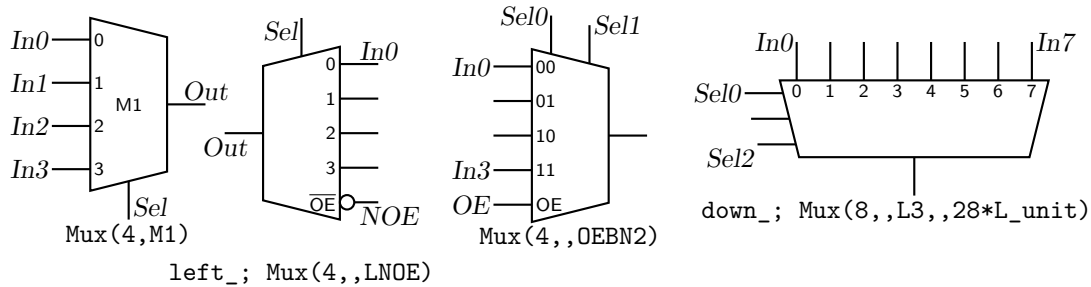 In0
In1
In2
In3
0
1
2
3
M1
Out
Sel
Mux(4,M1)
Sel
In0
0
1
2
3
OE
NOE
Out
left_; Mux(4,,LNOE)
Sel0
Sel1
In0
00
01
10
11
In3
OE
OE
Mux(4,,OEBN2)
In0
In7
0 1 2 3 4 5 6 7
Sel0
Sel2
down_; Mux(8,,L3,,28*L_unit)